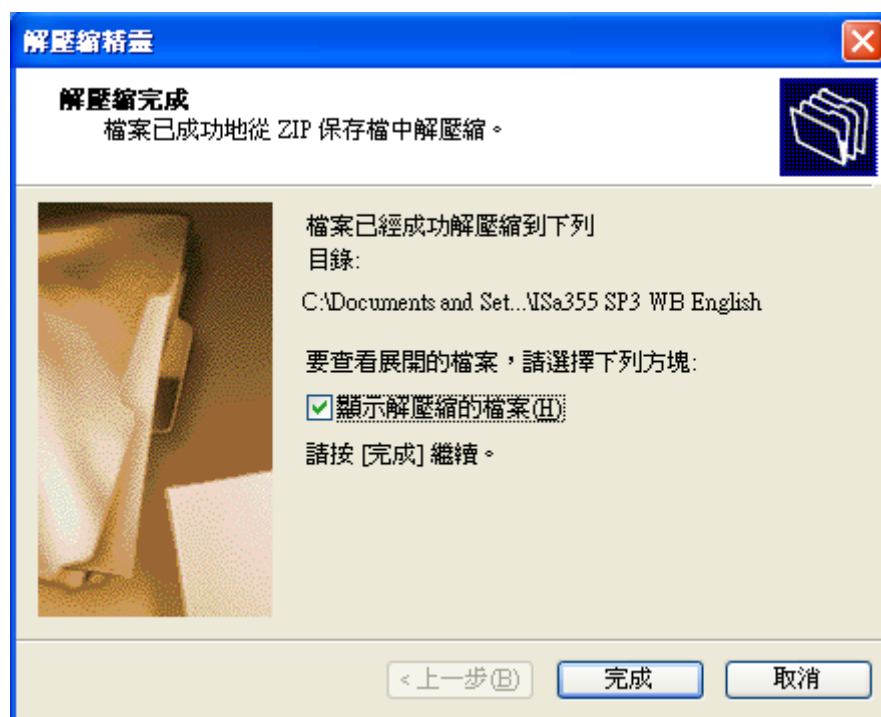 解壓縮精靈
解壓縮完成
檔案已成功地從 ZIP 保存檔中解壓縮。
檔案已經成功解壓縮到下列
目錄:
C:\Documents and Set...\ISa355 SP3 WB English
要查看展開的檔案，請選擇下列方塊:
顯示解壓縮的檔案(H)
請按 [完成] 繼續。
<上一步(B) 完成 取消